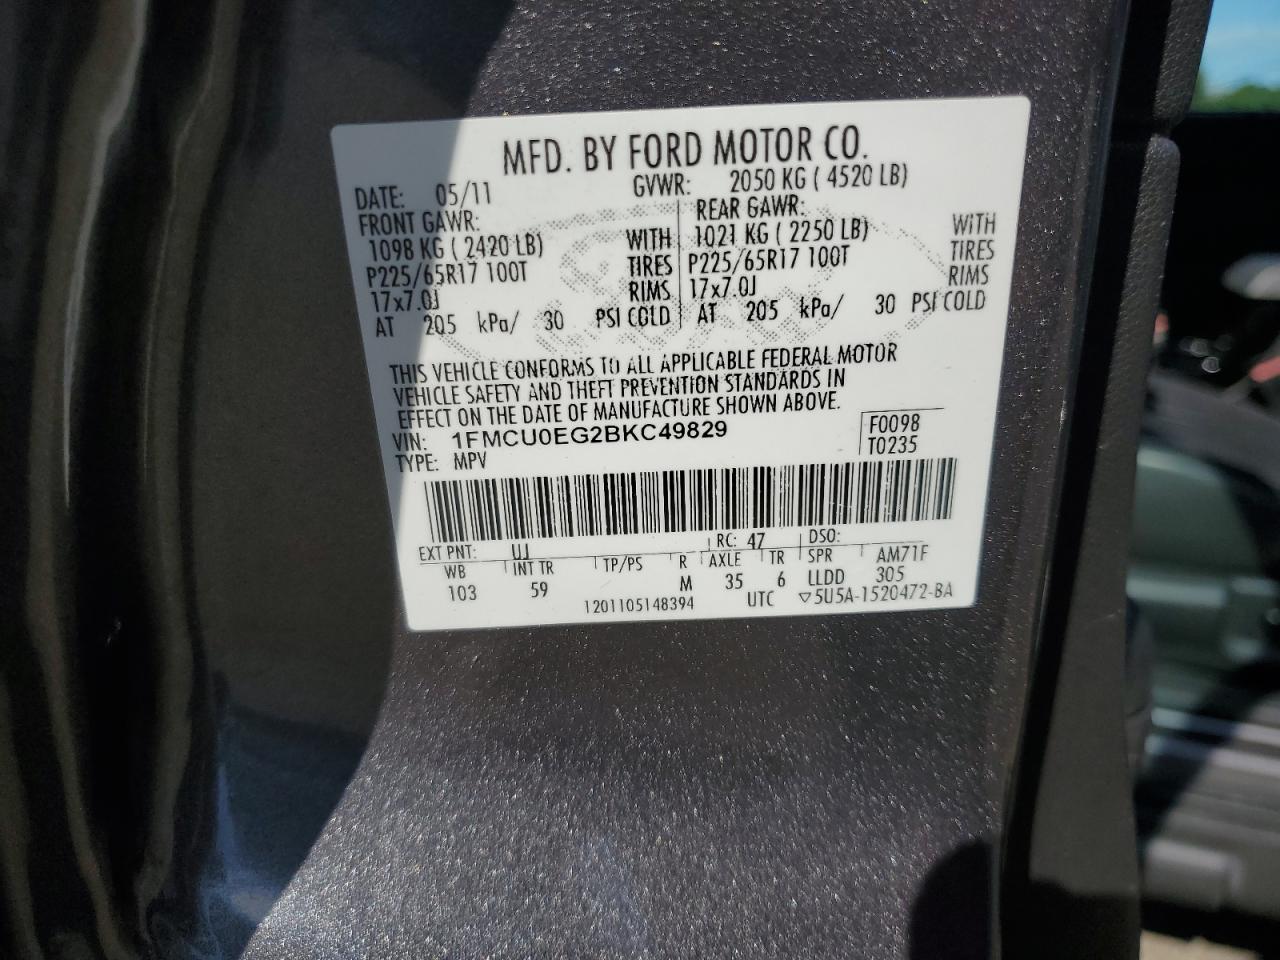 MFD. BY FORD MOTOR CO.
DATE: 05/11 GVWR: 2050 KG ( 4520 LB)
FRONT GAWR: REAR GAWR:
1098 KG ( 2420 LB) WITH 1021 KG ( 2250 LB) WITH
P225/65R17 100T TIRES P225/65R17 100T TIRES
17x7.0J RIMS 17x7.0J RIMS
AT 205 kPa/ 30 PSI COLD AT 205 kPa/ 30 PSI COLD
THIS VEHICLE CONFORMS TO ALL APPLICABLE FEDERAL MOTOR
VEHICLE SAFETY AND THEFT PREVENTION STANDARDS IN
EFFECT ON THE DATE OF MANUFACTURE SHOWN ABOVE.
VIN: 1FMCU0EG2BKC49829 F0098
TYPE: MPV T0235
EXT PNT: UJ RC: 47 DSO:
WB INT TR TP/PS R AXLE TR SPR AM71F
103 59 M 35 6 LLDD 305
1201105148394 UTC ▽5U5A-1520472-BA